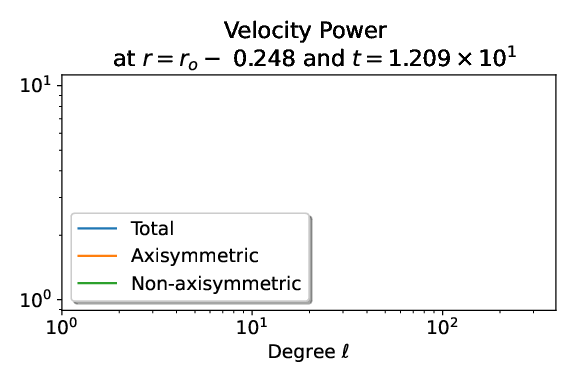 Velocity Power
at r = r_o − 0.248 and t = 1.209 × 10^1
10^1
10^0
Total
Axisymmetric
Non-axisymmetric
10^0 10^1 10^2
Degree ℓ